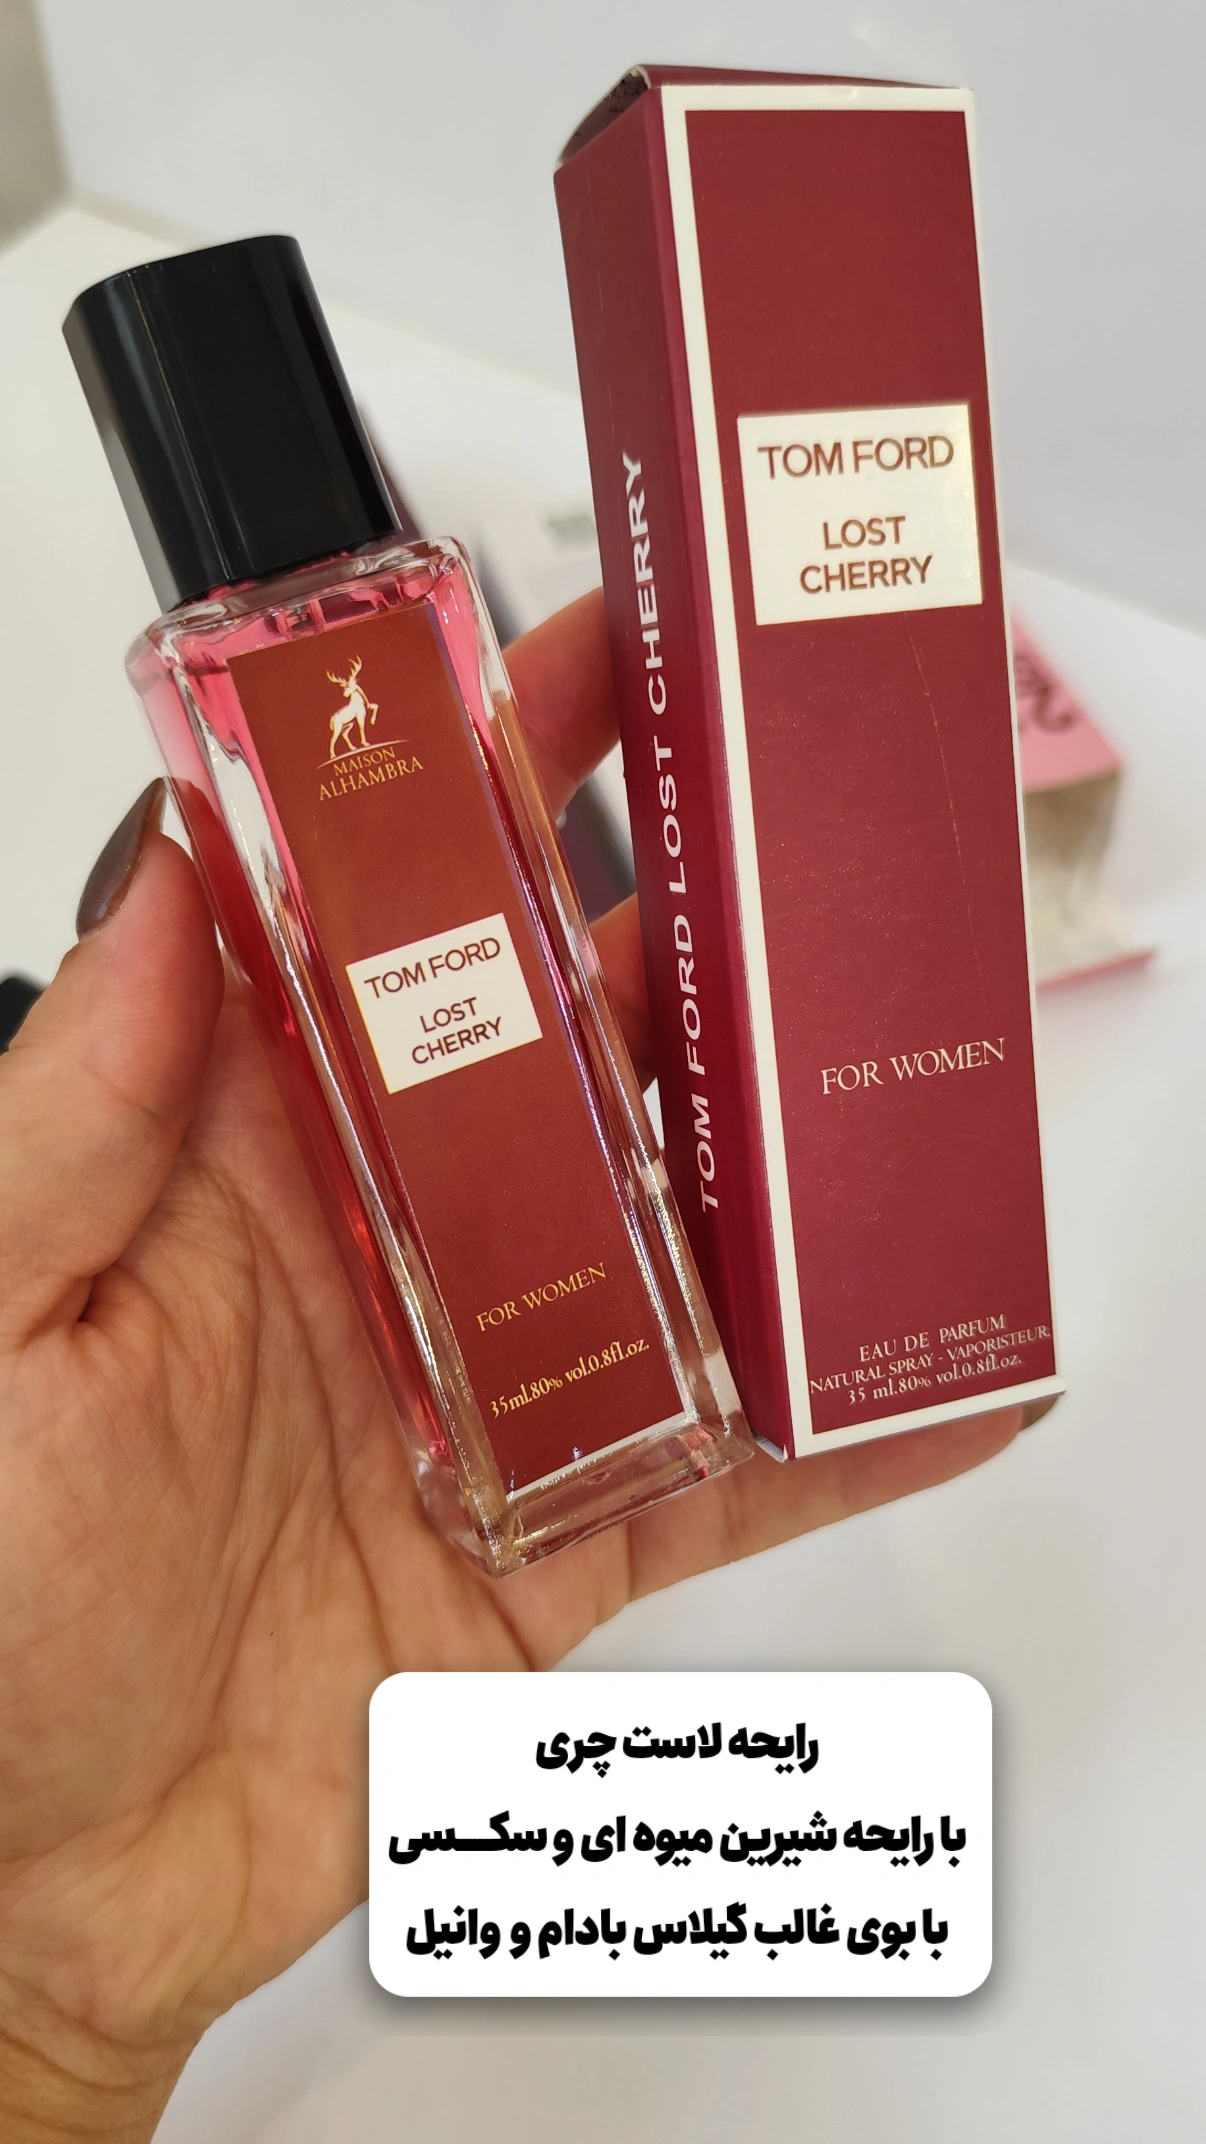 TOM FORD
LOST
CHERRY
TOM FORD LOST CHERRY
FOR WOMEN
EAU DE PARFUM
NATURAL SPRAY - VAPORISTEUR.
35 ml.80% vol.0.8fl.oz.
MAISON
ALHAMBRA
TOM FORD
LOST
CHERRY
FOR WOMEN
35ml.80% vol.0.8fl.oz.
رایحه لاست چری
با رایحه شیرین میوه ای و سکــسی
با بوی غالب گیلاس بادام و وانیل